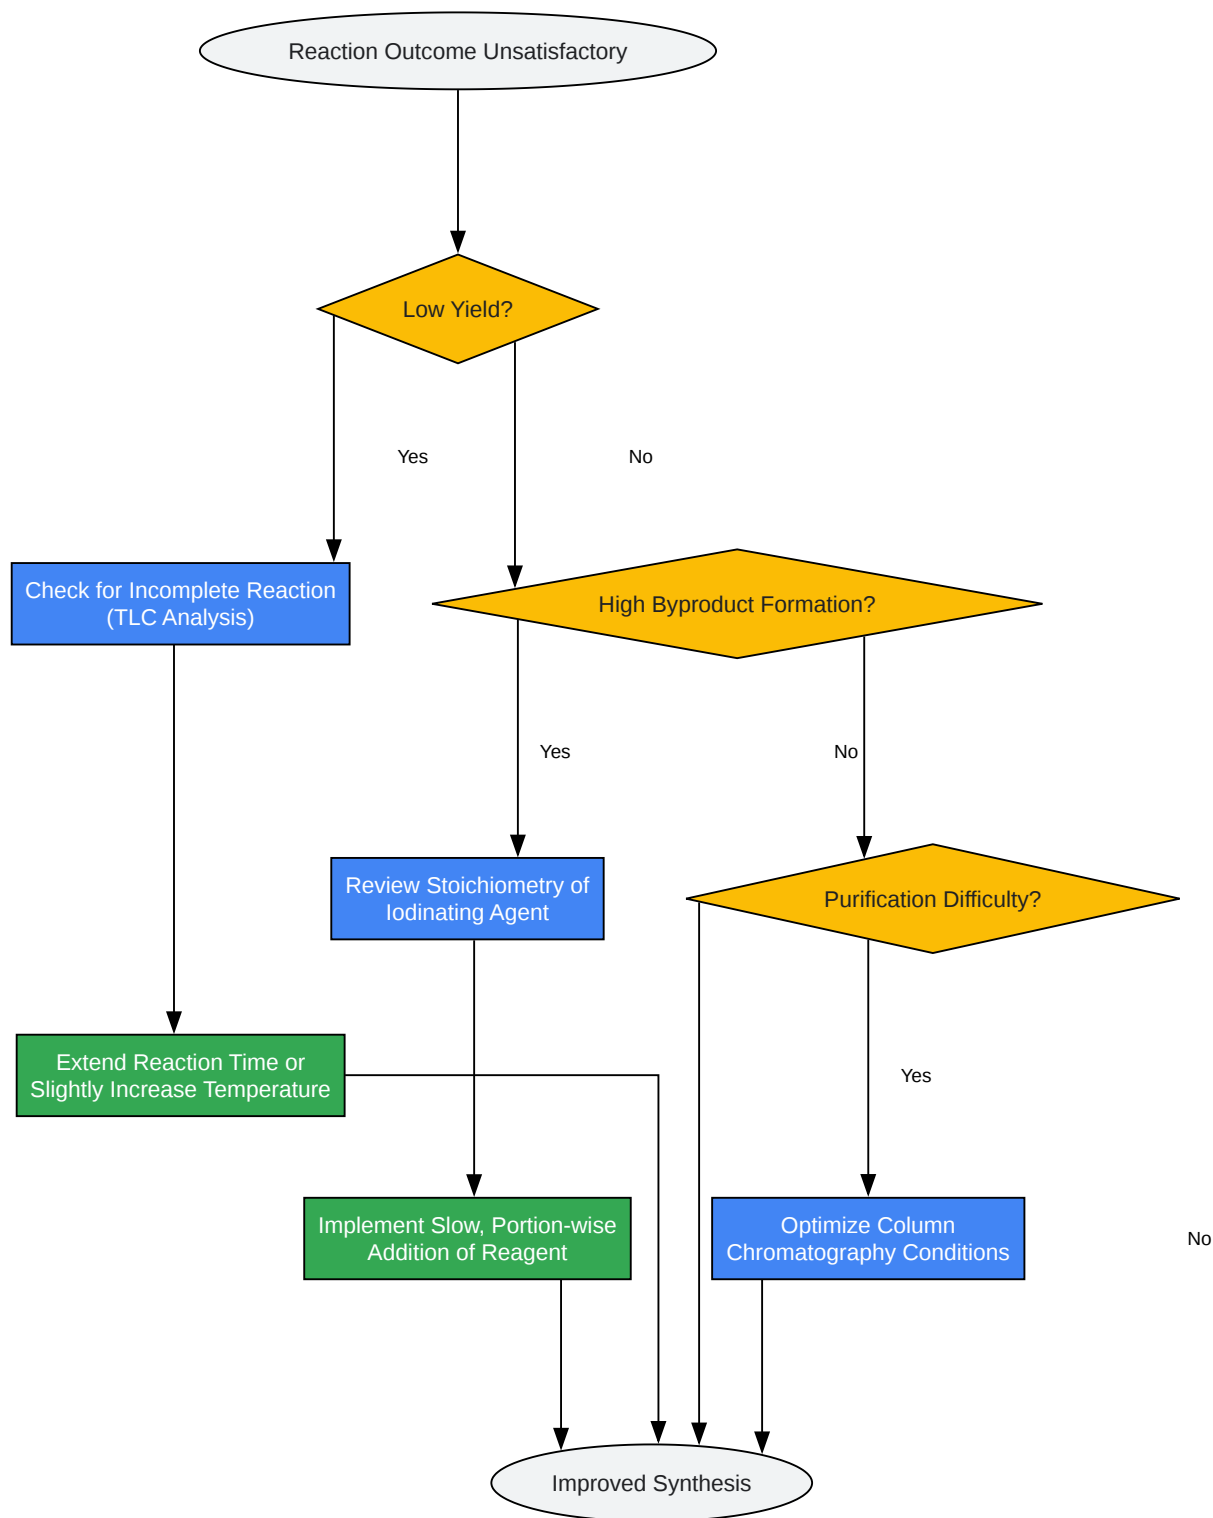 Reaction Outcome Unsatisfactory
Low Yield?
Yes
No
Check for Incomplete Reaction
(TLC Analysis)
High Byproduct Formation?
Yes
No
Review Stoichiometry of
Iodinating Agent
Purification Difficulty?
Extend Reaction Time or
Slightly Increase Temperature
Yes
Implement Slow, Portion-wise
Addition of Reagent
Optimize Column
Chromatography Conditions
No
Improved Synthesis